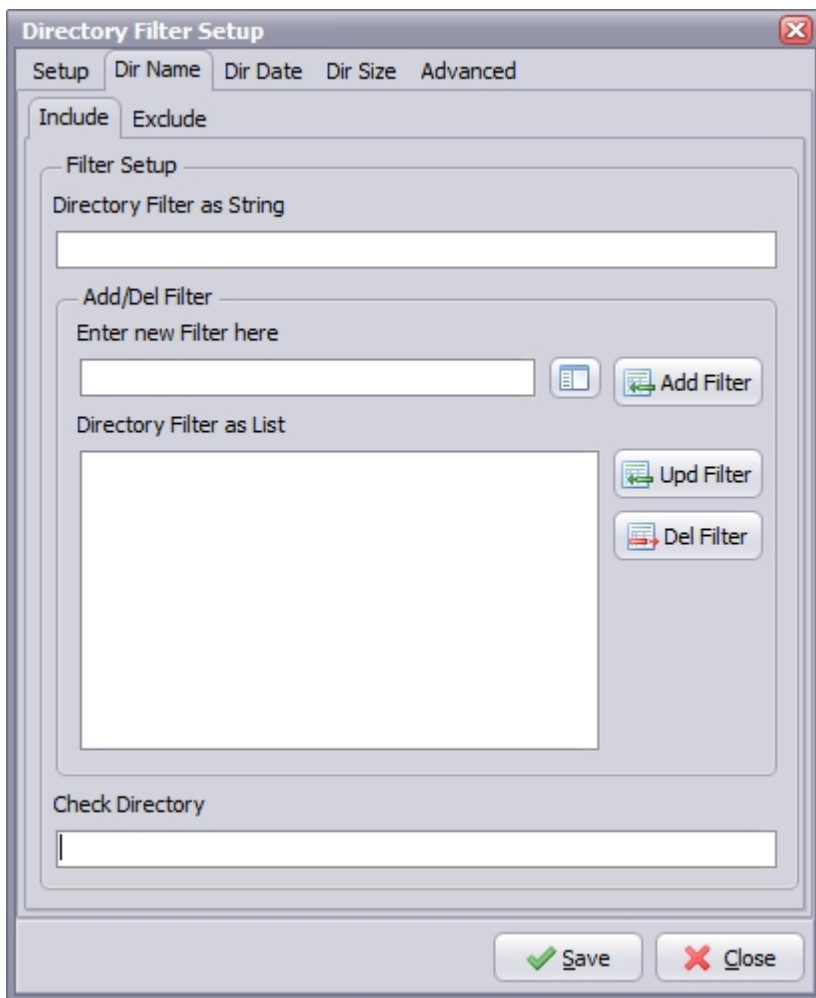 Directory Filter Setup
Setup Dir Name Dir Date Dir Size Advanced
Include Exclude
Filter Setup
Directory Filter as String
Add/Del Filter
Enter new Filter here
Add Filter
Directory Filter as List
Upd Filter
Del Filter
Check Directory
Save Close